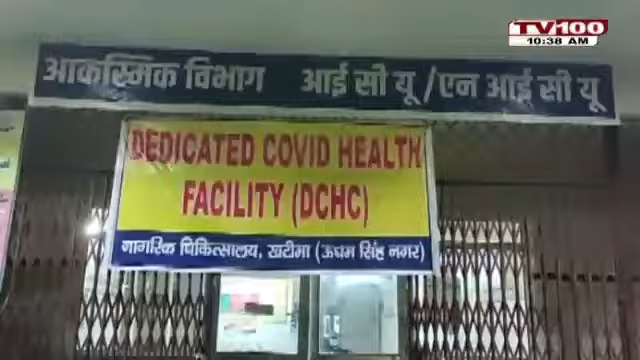 TV100
10:38 AM
आकस्मिक विभाग आई सी यू /एन आई सी यू
DEDICATED COVID HEALTH
FACILITY (DCHC)
नागरिक चिकित्सालय, खटीमा (ऊधम सिंह नगर)